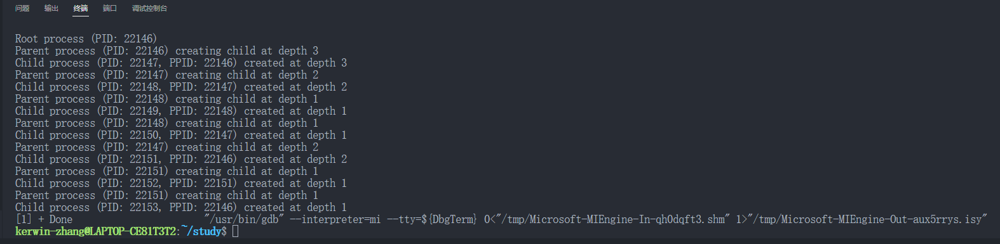 问题 输出 终端 端口 调试控制台
Root process (PID: 22146)
Parent process (PID: 22146) creating child at depth 3
Child process (PID: 22147, PPID: 22146) created at depth 3
Parent process (PID: 22147) creating child at depth 2
Child process (PID: 22148, PPID: 22147) created at depth 2
Parent process (PID: 22148) creating child at depth 1
Child process (PID: 22149, PPID: 22148) created at depth 1
Parent process (PID: 22148) creating child at depth 1
Child process (PID: 22150, PPID: 22147) created at depth 1
Parent process (PID: 22147) creating child at depth 2
Child process (PID: 22151, PPID: 22146) created at depth 2
Parent process (PID: 22151) creating child at depth 1
Child process (PID: 22152, PPID: 22151) created at depth 1
Parent process (PID: 22151) creating child at depth 1
Child process (PID: 22153, PPID: 22146) created at depth 1
[1] + Done "/usr/bin/gdb" --interpreter=mi --tty=${DbgTerm} 0<"/tmp/Microsoft-MIEngine-In-qh0dqft3.shm" 1>"/tmp/Microsoft-MIEngine-Out-aux5rrys.isy"
kerwin-zhang@LAPTOP-CE81T3T2:~/study$